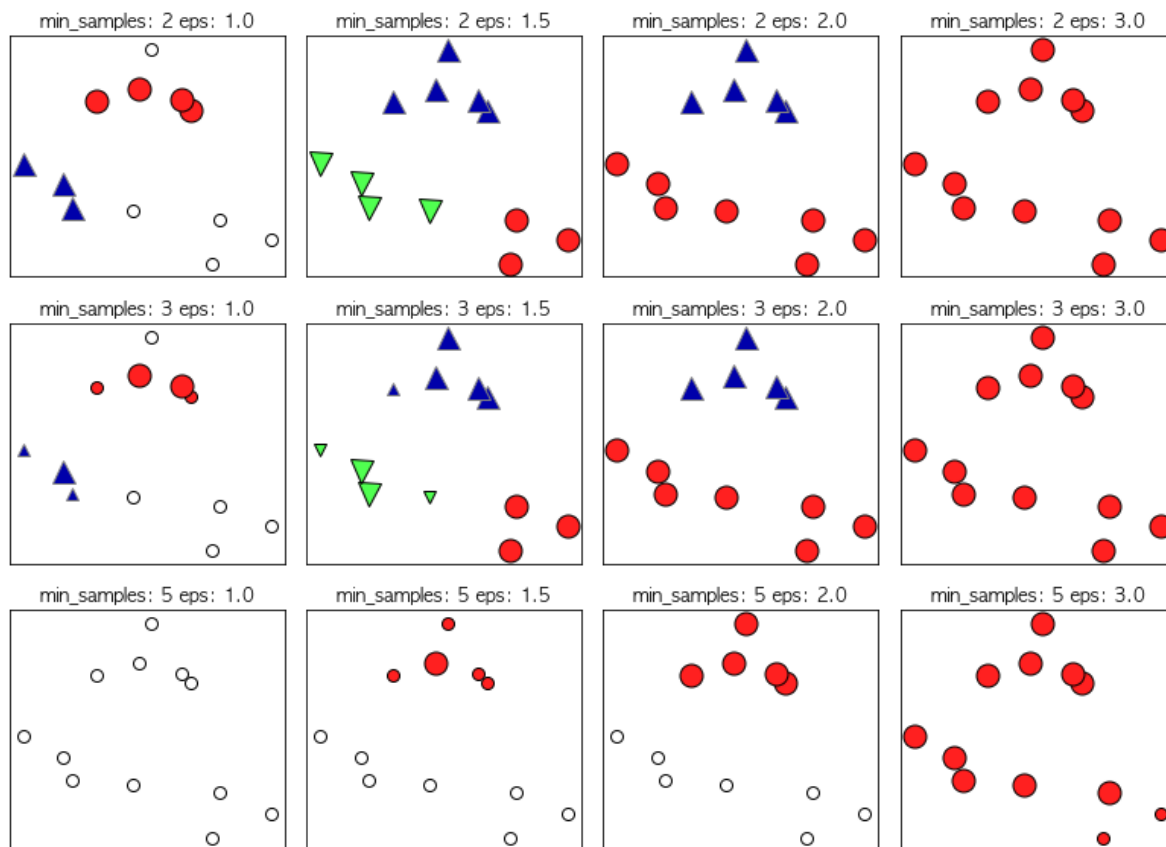 min_samples: 2 eps: 1.0
min_samples: 2 eps: 1.5
min_samples: 2 eps: 2.0
min_samples: 2 eps: 3.0
min_samples: 3 eps: 1.0
min_samples: 3 eps: 1.5
min_samples: 3 eps: 2.0
min_samples: 3 eps: 3.0
min_samples: 5 eps: 1.0
min_samples: 5 eps: 1.5
min_samples: 5 eps: 2.0
min_samples: 5 eps: 3.0